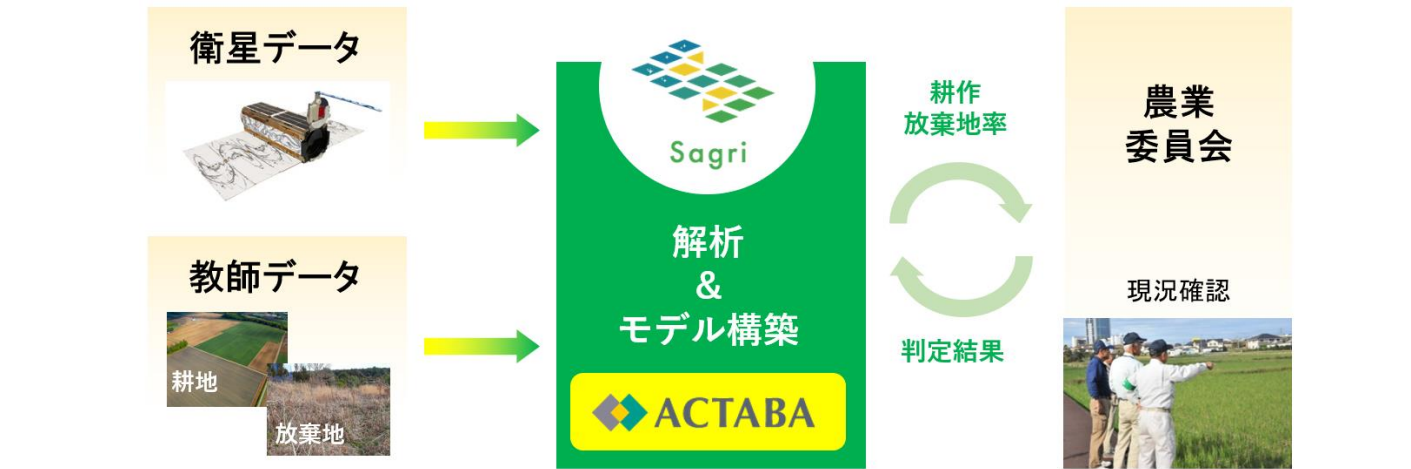 衛星データ
教師データ
耕地
放棄地
Sagri
解析
&
モデル構築
ACTABA
耕作
放棄地率
判定結果
農業
委員会
現況確認